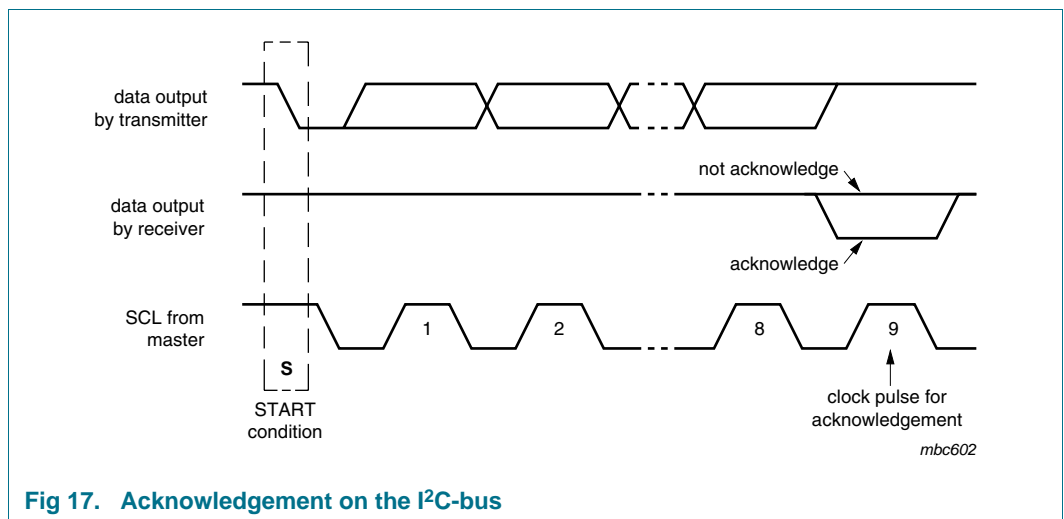 data output
by transmitter
not acknowledge
data output
by receiver
acknowledge
SCL from
master
1
2
8
9
S
START
condition
clock pulse for
acknowledgement
mbc602
Fig 17. Acknowledgement on the I²C-bus